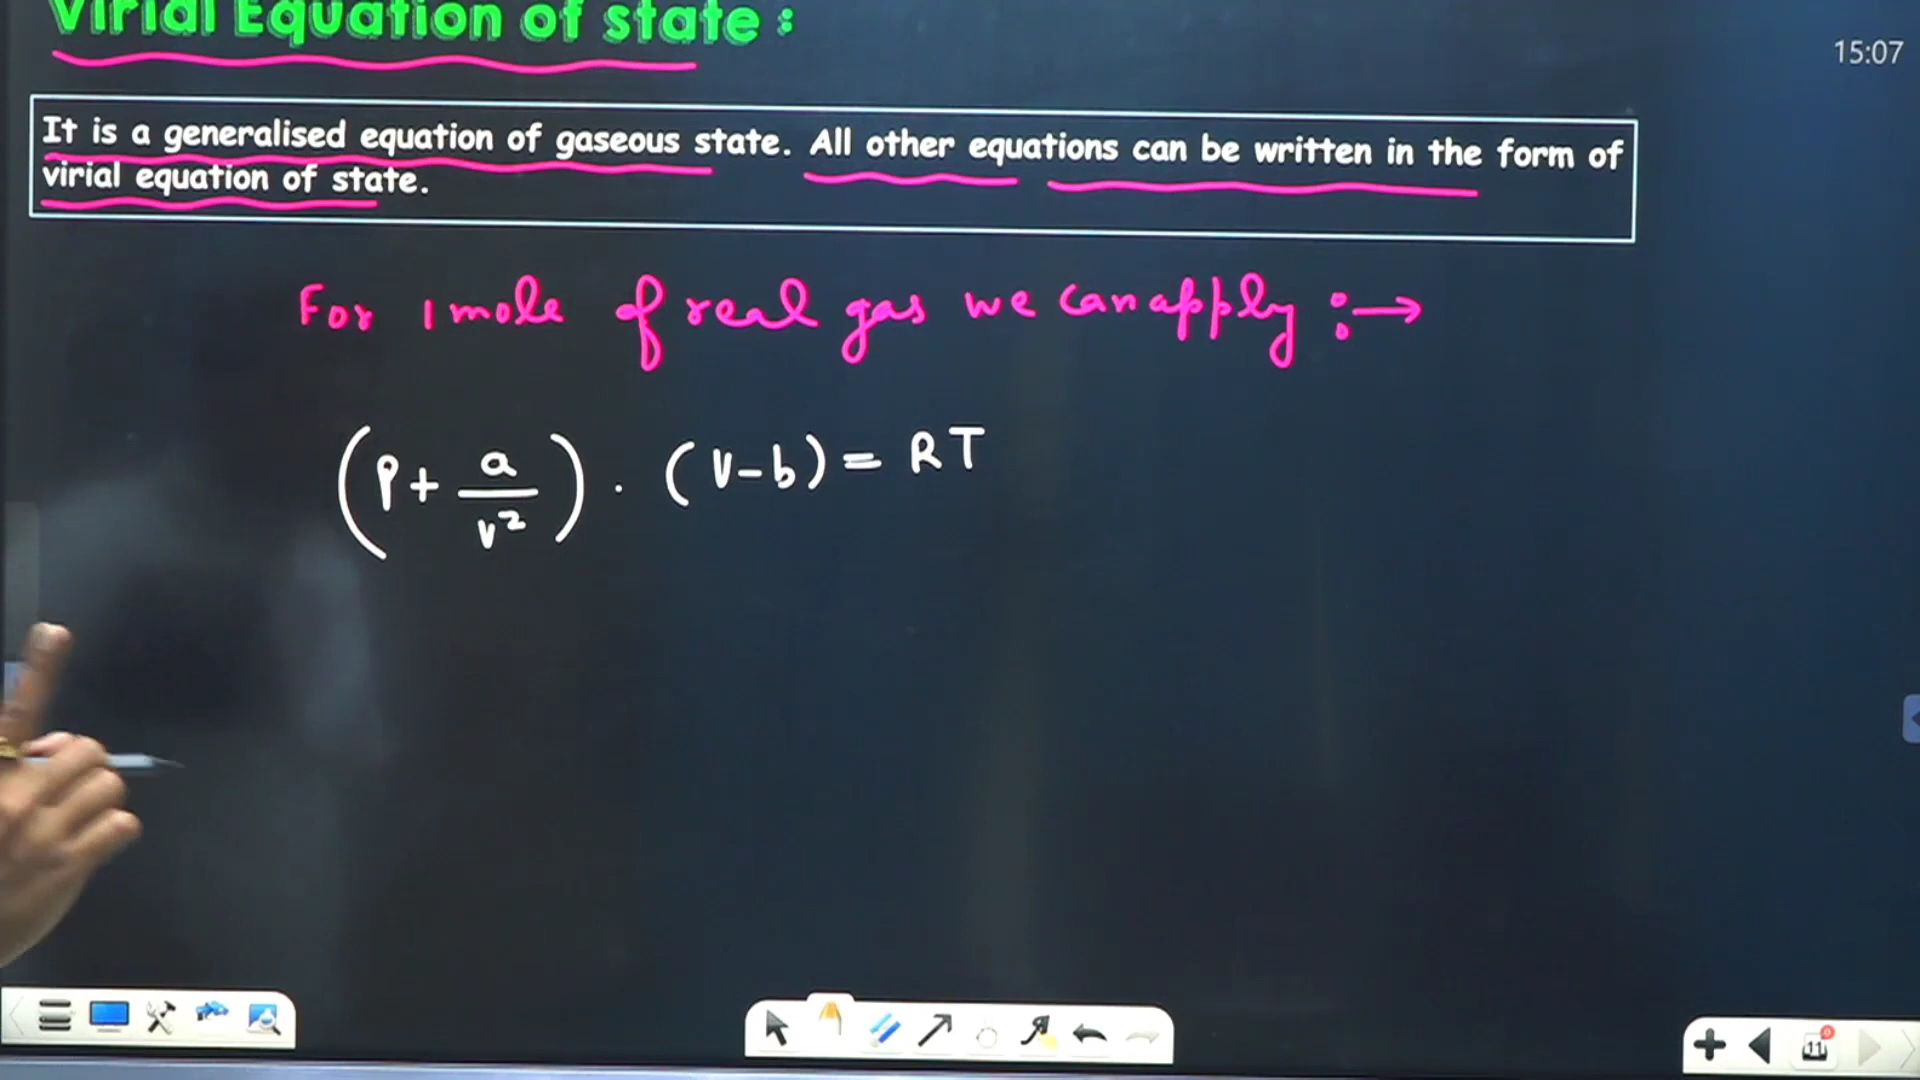 Virial Equation of state :
15:07
It is a generalised equation of gaseous state. All other equations can be written in the form of
virial equation of state.
For 1 mole of real gas we can apply :→
(P + a/v²) . (v-b) = RT
11